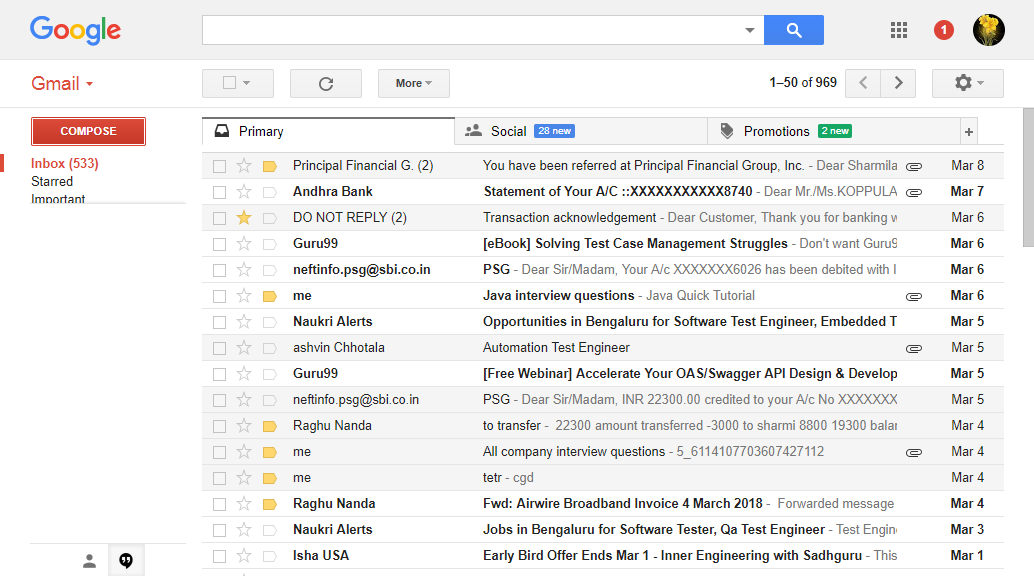 Google
1
Gmail
More
1–50 of 969
COMPOSE
Inbox (533)
Starred
Important
Primary
Social 28 new
Promotions 2 new
+
Principal Financial G. (2) You have been referred at Principal Financial Group, Inc. - Dear Sharmila Mar 8
Andhra Bank Statement of Your A/C ::XXXXXXXXXXX8740 - Dear Mr./Ms.KOPPULA Mar 7
DO NOT REPLY (2) Transaction acknowledgement - Dear Customer, Thank you for banking w Mar 6
Guru99 [eBook] Solving Test Case Management Struggles - Don't want Guru9 Mar 6
neftinfo.psg@sbi.co.in PSG - Dear Sir/Madam, Your A/c XXXXXXX6026 has been debited with I Mar 6
me Java interview questions - Java Quick Tutorial Mar 6
Naukri Alerts Opportunities in Bengaluru for Software Test Engineer, Embedded T Mar 5
ashvin Chhotala Automation Test Engineer Mar 5
Guru99 [Free Webinar] Accelerate Your OAS/Swagger API Design & Develop Mar 5
neftinfo.psg@sbi.co.in PSG - Dear Sir/Madam, INR 22300.00 credited to your A/c No XXXXXXX Mar 5
Raghu Nanda to transfer - 22300 amount transferred -3000 to sharmi 8800 19300 balan Mar 4
me All company interview questions - 5_6114107703607427112 Mar 4
me tetr - cgd Mar 4
Raghu Nanda Fwd: Airwire Broadband Invoice 4 March 2018 - Forwarded message Mar 4
Naukri Alerts Jobs in Bengaluru for Software Tester, Qa Test Engineer - Test Engin Mar 3
Isha USA Early Bird Offer Ends Mar 1 - Inner Engineering with Sadhguru - This Mar 1